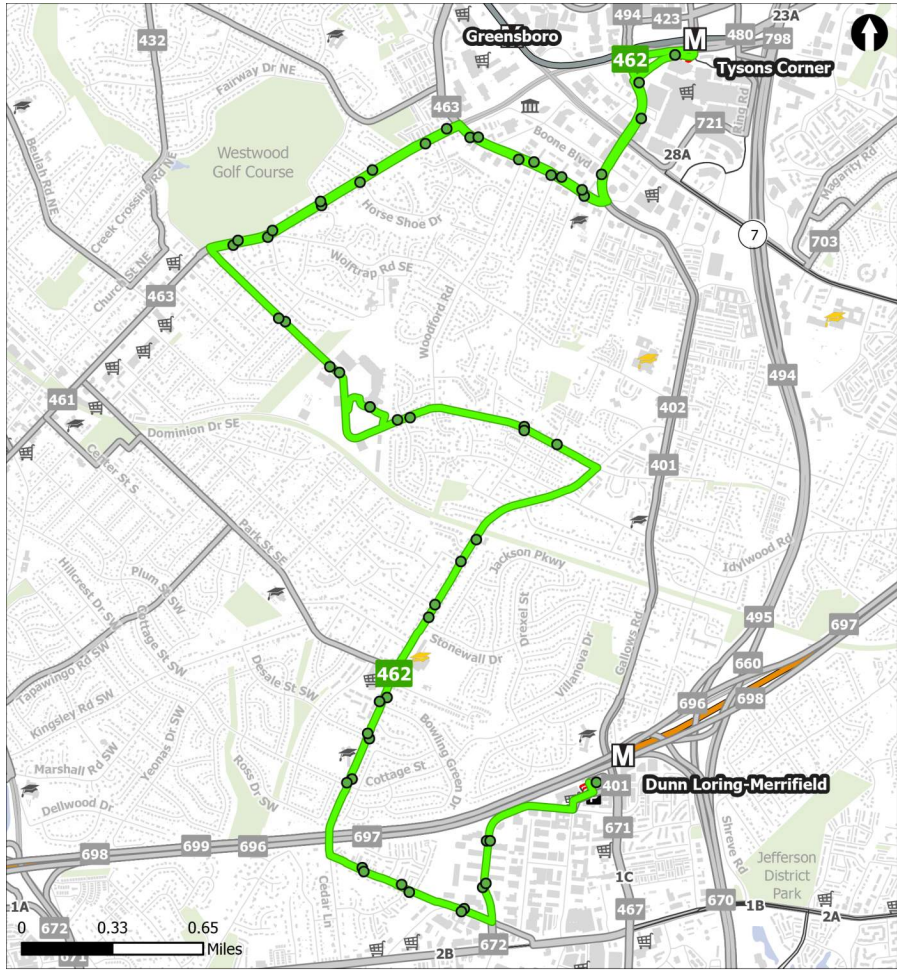 432
Greensboro
M
494
423
M
23A
480
798
462
Tysons Corner
Fairway Dr NE
463
Ring Rd
721
Beulah Rd NE
Creek Crossing Rd NE
Westwood
Golf Course
Boone Blvd
28A
Magarity Rd
Horse Shoe Dr
703
7
Church St NE
463
Wolftrap Rd SE
Woodford Rd
494
461
402
Dominion Dr SE
Center St S
401
Park St SE
Idylwood Rd
Jackson Pkwy
Hillcrest Dr SW
Plum St SW
Cottage St SW
Drexel St
495
697
Gallows Rd
Stonewall Dr
660
Tapawingo Rd SW
Desale St SW
462
Villanova Dr
696
698
Kingsley Rd SW
Yeonas Dr SW
Bowling Green Dr
M
Marshall Rd SW
Ross Dr SW
Cottage St
401
Dunn Loring-Merrifield
P
Dellwood Dr
671
698
699
696
697
Shreve Rd
Jefferson
District
Park
Cedar Ln
1C
1A
467
670
1B
2A
672
672
2B
671
0 0.33 0.65
Miles